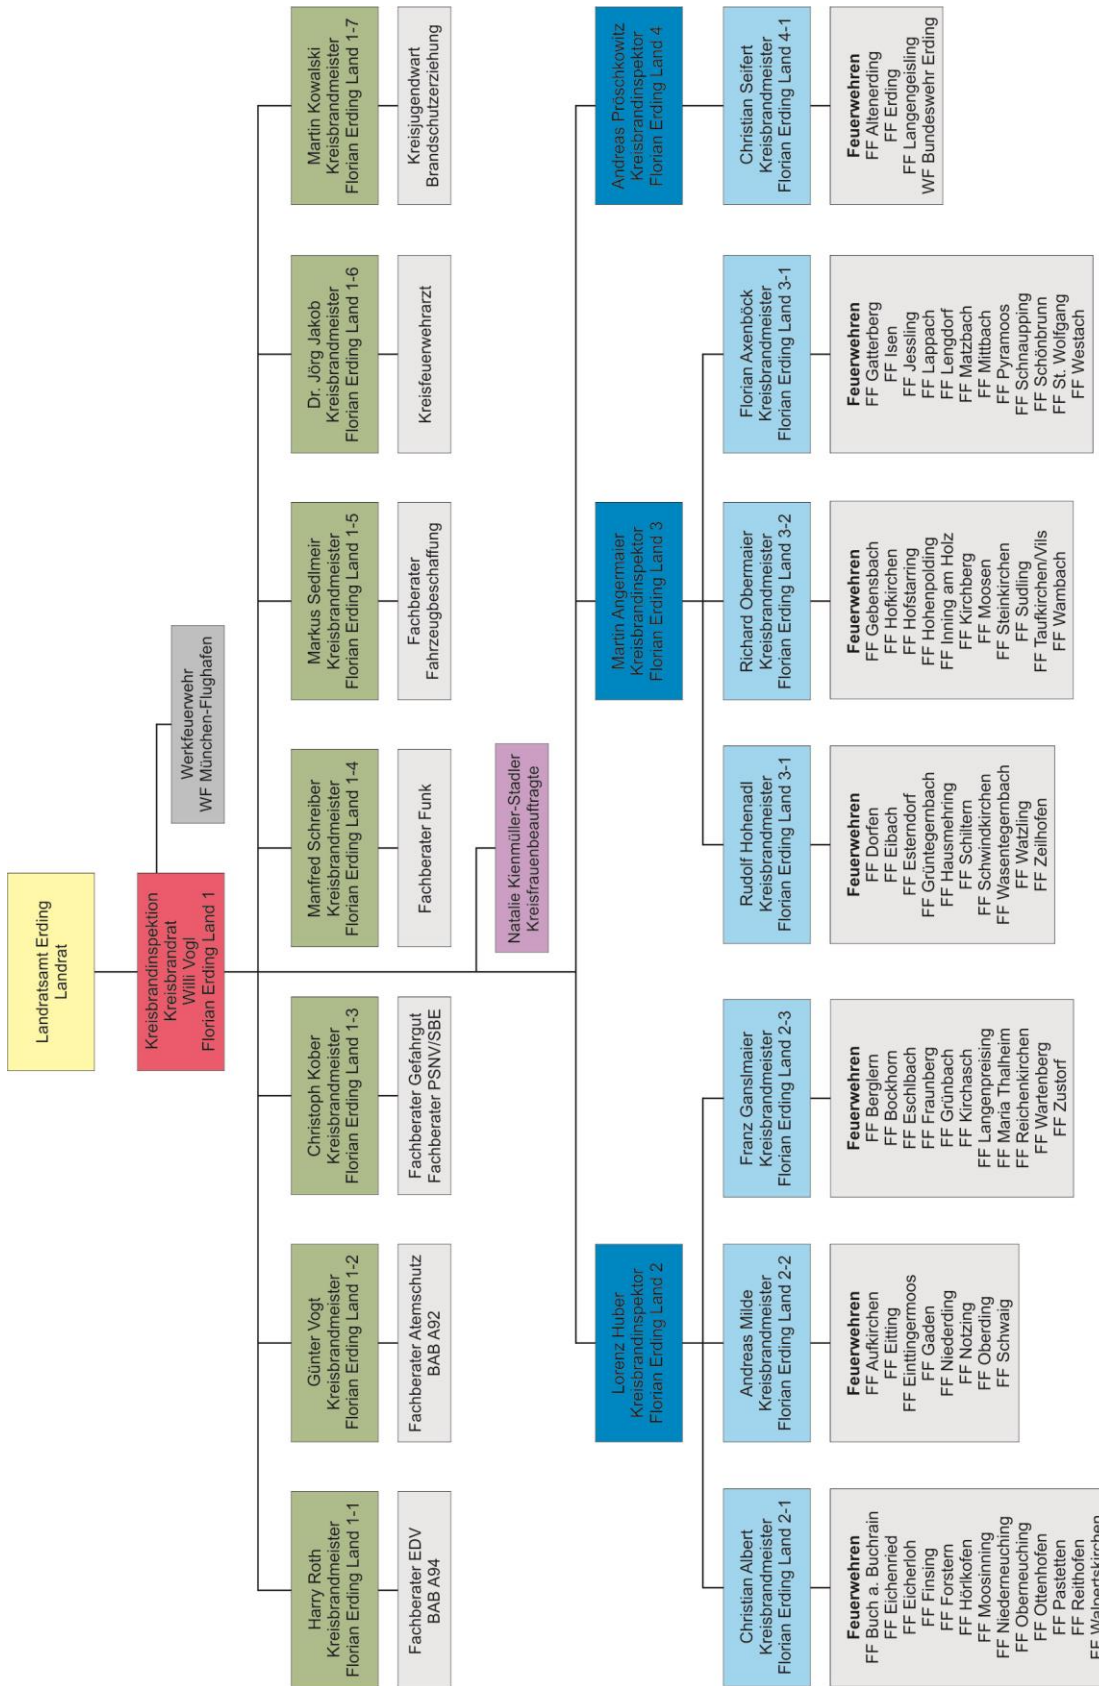 Landratsamt Erding
Landrat
Kreisbrandinspektion
Kreisbrandrat
Willi Vogl
Florian Erding Land 1
Werkfeuerwehr
WF München-Flughafen
Harry Roth
Kreisbrandmeister
Florian Erding Land 1-1
Fachberater EDV
BAB A94
Günter Vogt
Kreisbrandmeister
Florian Erding Land 1-2
Fachberater Atemschutz
BAB A92
Christoph Kober
Kreisbrandmeister
Florian Erding Land 1-3
Fachberater Gefahrgut
Fachberater PSNV/SBE
Manfred Schreiber
Kreisbrandmeister
Florian Erding Land 1-4
Fachberater Funk
Markus Sedlmeir
Kreisbrandmeister
Florian Erding Land 1-5
Fachberater
Fahrzeugbeschaffung
Dr. Jörg Jakob
Kreisbrandmeister
Florian Erding Land 1-6
Kreisfeuerwehrarzt
Martin Kowalski
Kreisbrandmeister
Florian Erding Land 1-7
Kreisjugendwart
Brandschutzerziehung
Natalie Kienmüller-Stadler
Kreisfrauenbeauftragte
Lorenz Huber
Kreisbrandinspektor
Florian Erding Land 2
Martin Angermaier
Kreisbrandinspektor
Florian Erding Land 3
Andreas Pröschkowitz
Kreisbrandinspektor
Florian Erding Land 4
Christian Albert
Kreisbrandmeister
Florian Erding Land 2-1
Feuerwehren
FF Buch a. Buchrain
FF Eichenried
FF Eicherloh
FF Finsing
FF Forstern
FF Hörlkofen
FF Moosinning
FF Niederneuching
FF Oberneuching
FF Ottenhofen
FF Pastetten
FF Reithofen
FF Walpertskirchen
Andreas Milde
Kreisbrandmeister
Florian Erding Land 2-2
Feuerwehren
FF Aufkirchen
FF Eitting
FF Einttingermoos
FF Gaden
FF Niederding
FF Notzing
FF Oberding
FF Schwaig
Franz Ganslmaier
Kreisbrandmeister
Florian Erding Land 2-3
Feuerwehren
FF Berglern
FF Bockhorn
FF Eschlbach
FF Fraunberg
FF Grünbach
FF Kirchasch
FF Langenpreising
FF Maria Thalheim
FF Reichenkirchen
FF Wartenberg
FF Zustorf
Rudolf Hohenadl
Kreisbrandmeister
Florian Erding Land 3-1
Feuerwehren
FF Dorfen
FF Eibach
FF Esterndorf
FF Grüntegernbach
FF Hausmehring
FF Schiltern
FF Schwindkirchen
FF Wasentegernbach
FF Watzling
FF Zeilhofen
Richard Obermaier
Kreisbrandmeister
Florian Erding Land 3-2
Feuerwehren
FF Gebensbach
FF Hofkirchen
FF Hofstarring
FF Hohenpolding
FF Inning am Holz
FF Kirchberg
FF Moosen
FF Steinkirchen
FF Sudling
FF Taufkirchen/Vils
FF Wambach
Florian Axenböck
Kreisbrandmeister
Florian Erding Land 3-1
Feuerwehren
FF Gatterberg
FF Isen
FF Jessling
FF Lappach
FF Lengdorf
FF Matzbach
FF Mittbach
FF Pyramoos
FF Schnaupping
FF Schönbrunn
FF St. Wolfgang
FF Westach
Christian Seifert
Kreisbrandmeister
Florian Erding Land 4-1
Feuerwehren
FF Altenerding
FF Erding
FF Langengeisling
WF Bundeswehr Erding